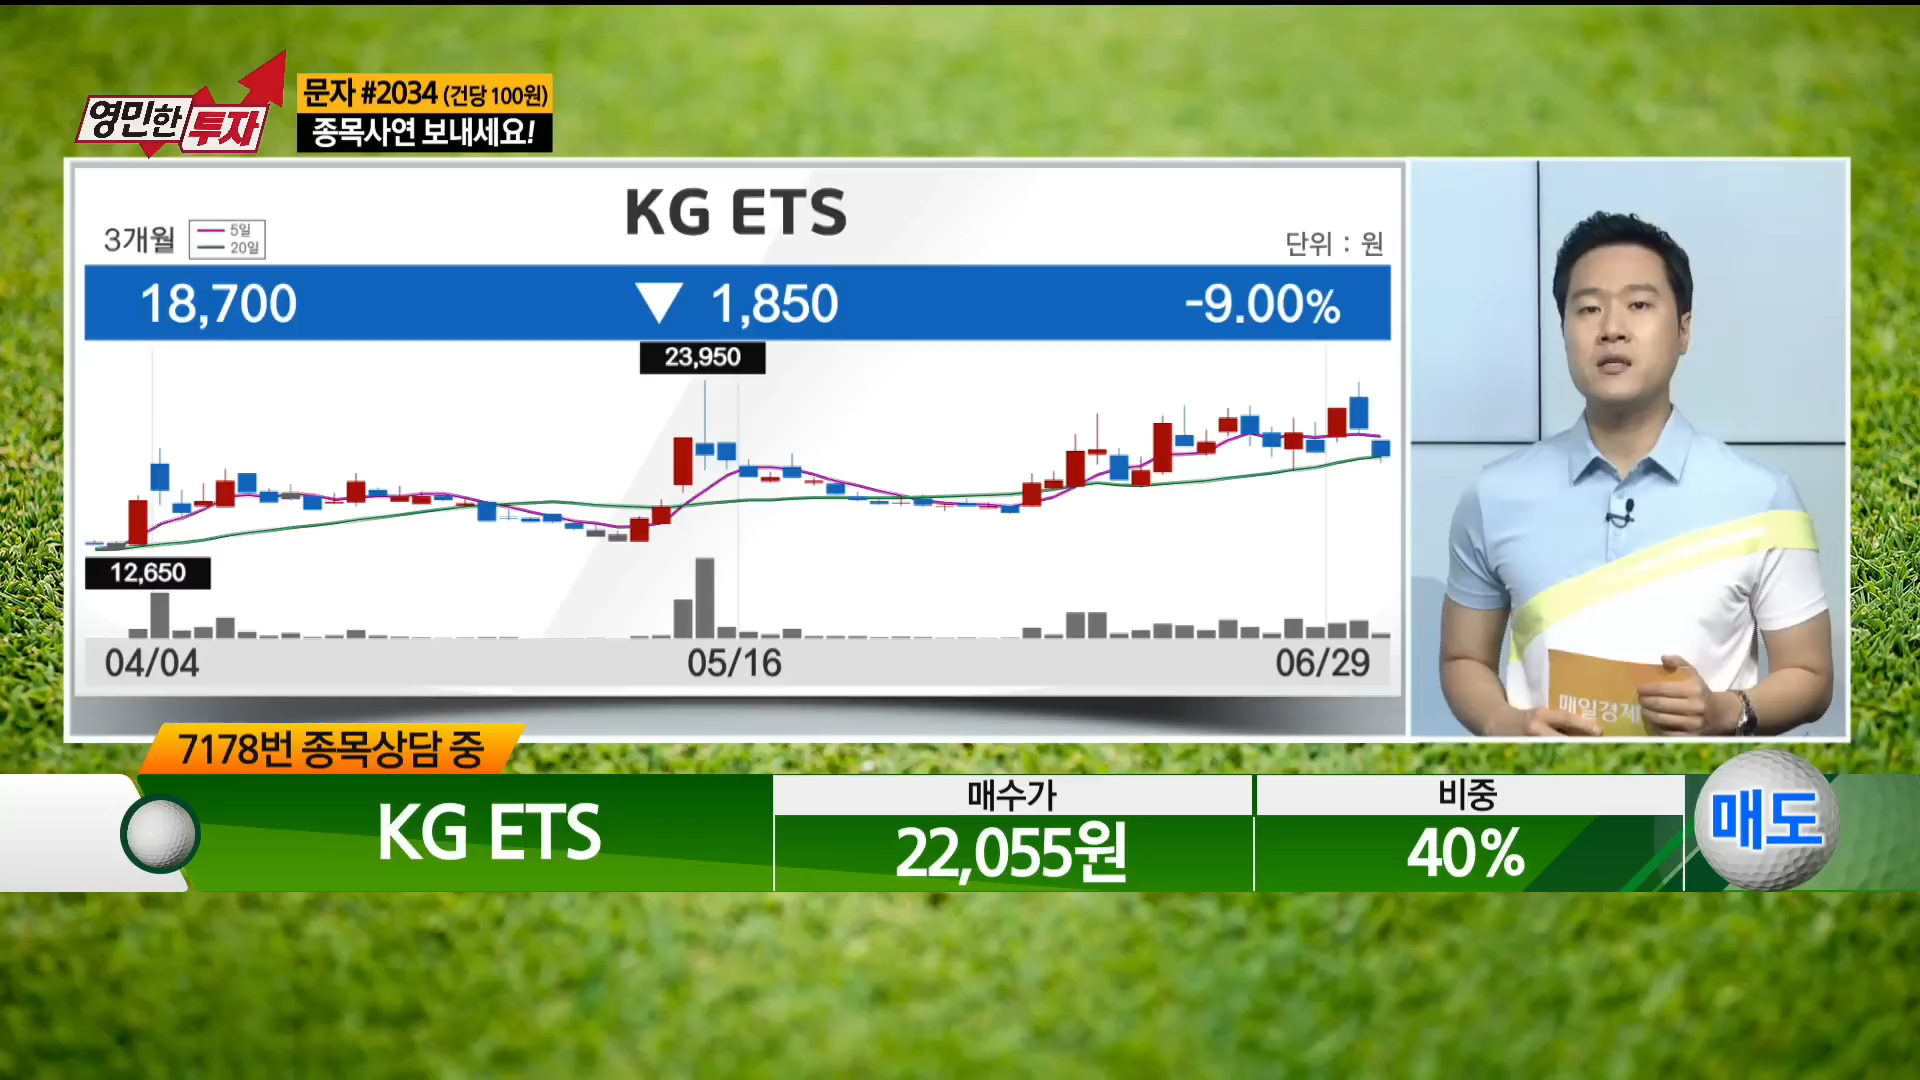 영민한 투자
문자 #2034 (건당 100원)
종목사연 보내세요!
KG ETS
3개월
5일
20일
단위 : 원
18,700 ▼ 1,850 -9.00%
23,950
12,650
04/04 05/16 06/29
매일경제
7178번 종목상담 중
KG ETS
매수가
22,055원
비중
40%
매도